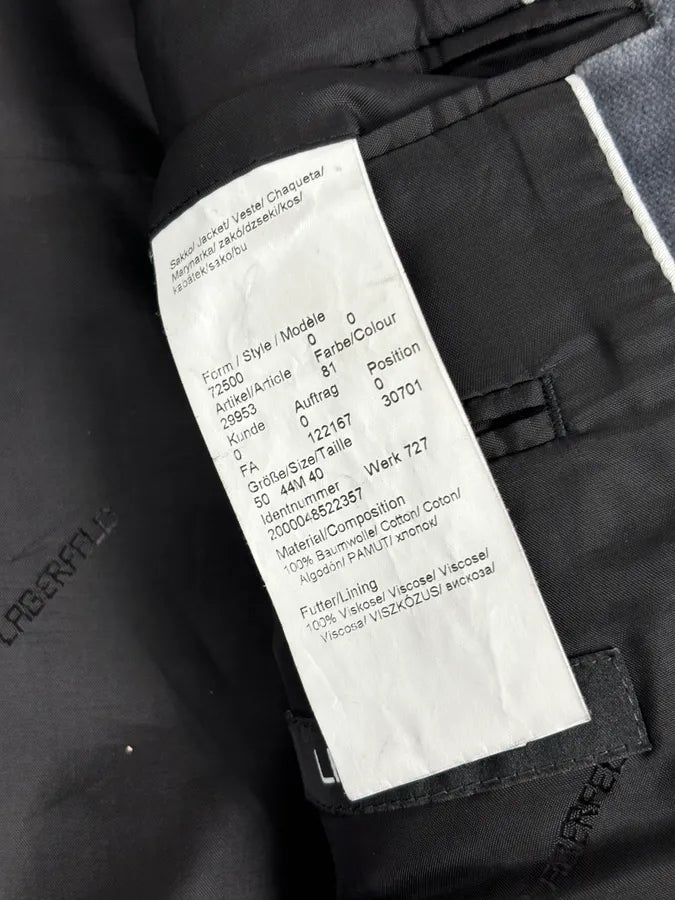 Sakko/ Jacket/ Veste/ Chaqueta/
Marynarka/ zakó/dzseki/kos/
kabátek/sako/bu
Form / Style / Modèle
72500 0 0
Artikel/Article Farbe/Colour
29953 81
Kunde Auftrag Position
0 0 0
FA 122167 30701
Größe/Size/Taille
50 44M 40
Identnummer Werk 727
2000048522357
Material/Composition
100% Baumwolle/ Cotton/ Coton/
Algodón/ PAMUT/ хлопок/
Futter/Lining
100% Viskose/ Viscose/ Viscose/
Viscosa/ VISZKÓZUS/ вискоза/
LAGERFELD